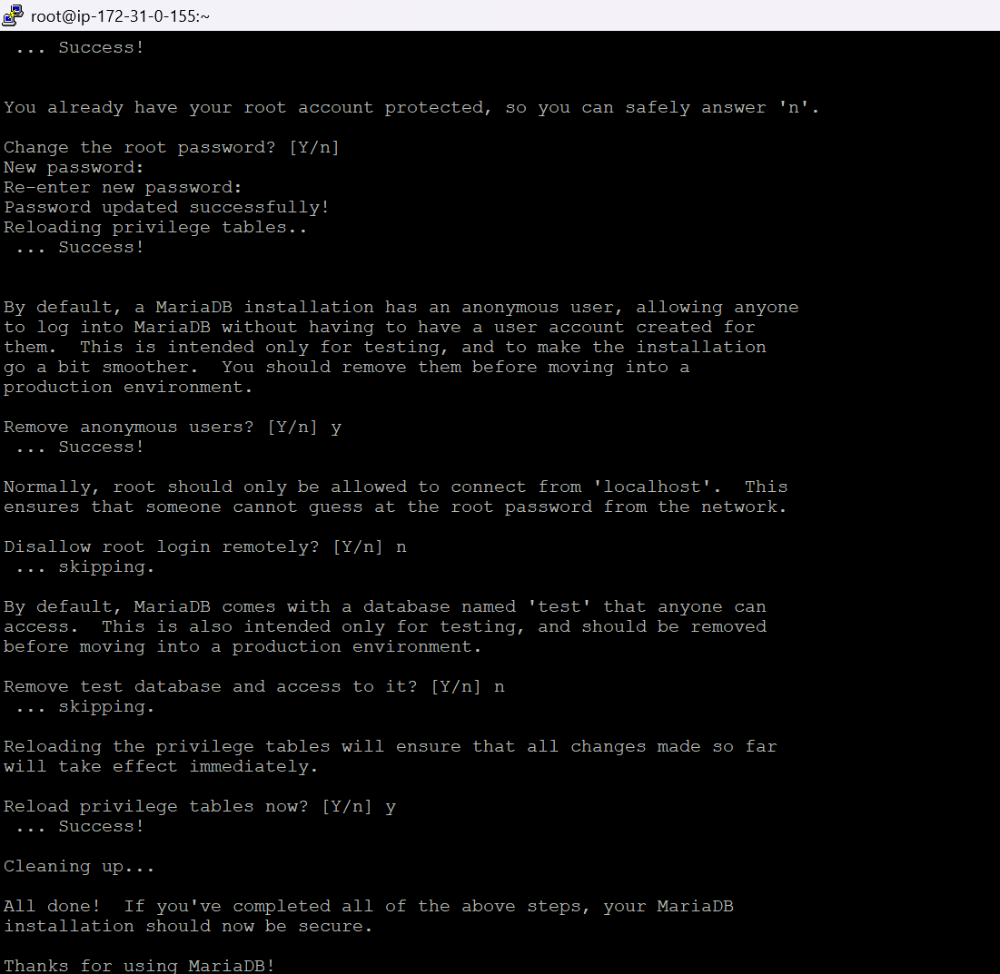 root@ip-172-31-0-155:~
 ... Success!
You already have your root account protected, so you can safely answer 'n'.
Change the root password? [Y/n]
New password:
Re-enter new password:
Password updated successfully!
Reloading privilege tables..
 ... Success!
By default, a MariaDB installation has an anonymous user, allowing anyone
to log into MariaDB without having to have a user account created for
them.  This is intended only for testing, and to make the installation
go a bit smoother.  You should remove them before moving into a
production environment.
Remove anonymous users? [Y/n] y
 ... Success!
Normally, root should only be allowed to connect from 'localhost'.  This
ensures that someone cannot guess at the root password from the network.
Disallow root login remotely? [Y/n] n
 ... skipping.
By default, MariaDB comes with a database named 'test' that anyone can
access.  This is also intended only for testing, and should be removed
before moving into a production environment.
Remove test database and access to it? [Y/n] n
 ... skipping.
Reloading the privilege tables will ensure that all changes made so far
will take effect immediately.
Reload privilege tables now? [Y/n] y
 ... Success!
Cleaning up...
All done!  If you've completed all of the above steps, your MariaDB
installation should now be secure.
Thanks for using MariaDB!